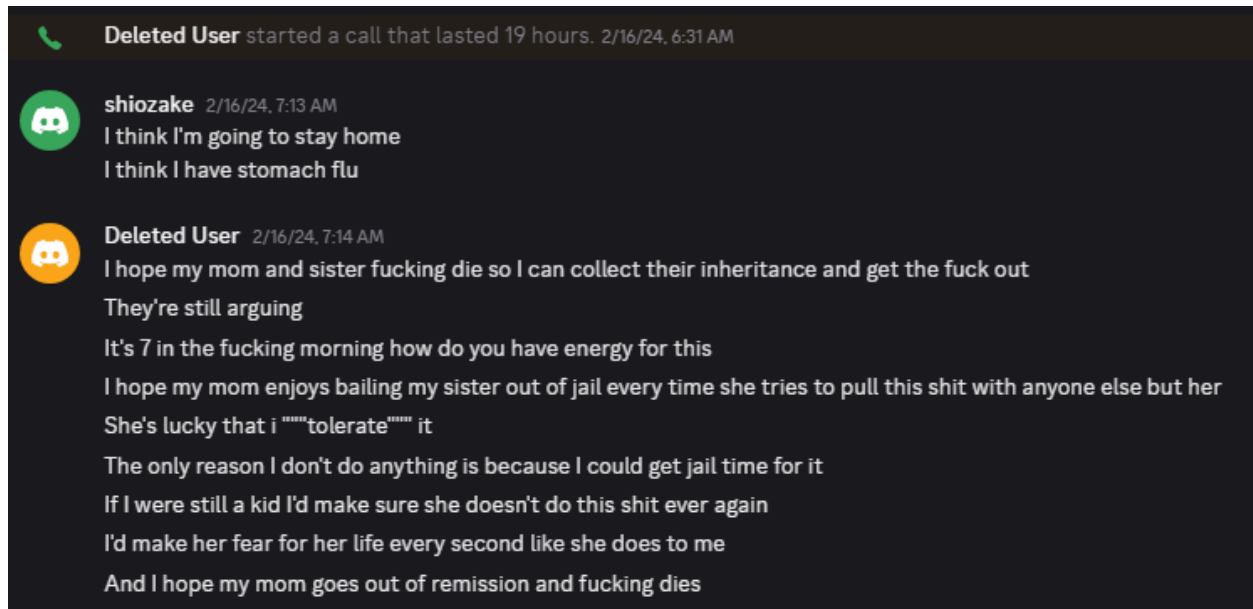 Deleted User started a call that lasted 19 hours. 2/16/24, 6:31 AM
shiozake 2/16/24, 7:13 AM
I think I'm going to stay home
I think I have stomach flu
Deleted User 2/16/24, 7:14 AM
I hope my mom and sister fucking die so I can collect their inheritance and get the fuck out
They're still arguing
It's 7 in the fucking morning how do you have energy for this
I hope my mom enjoys bailing my sister out of jail every time she tries to pull this shit with anyone else but her
She's lucky that i """"tolerate"""" it
The only reason I don't do anything is because I could get jail time for it
If I were still a kid I'd make sure she doesn't do this shit ever again
I'd make her fear for her life every second like she does to me
And I hope my mom goes out of remission and fucking dies